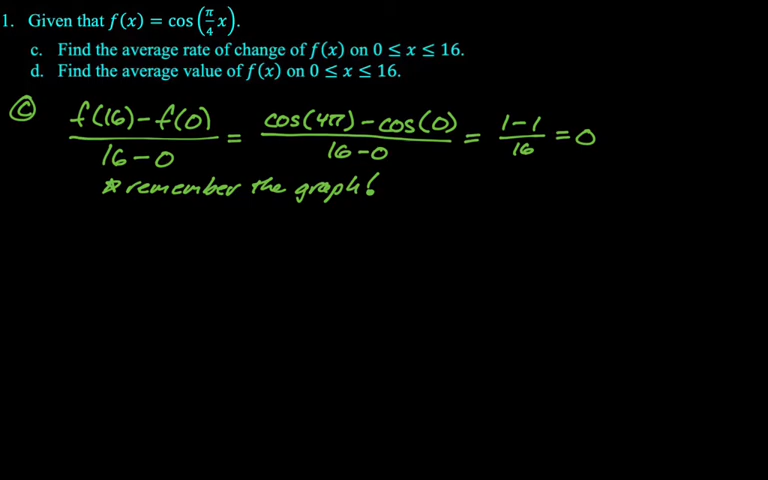 1. Given that f(x) = cos(π/4 x).
c. Find the average rate of change of f(x) on 0 ≤ x ≤ 16.
d. Find the average value of f(x) on 0 ≤ x ≤ 16.
Ⓒ (f(16) - f(0))/(16 - 0) = (cos(4π) - cos(0))/(16 - 0) = (1 - 1)/16 = 0
* remember the graph!